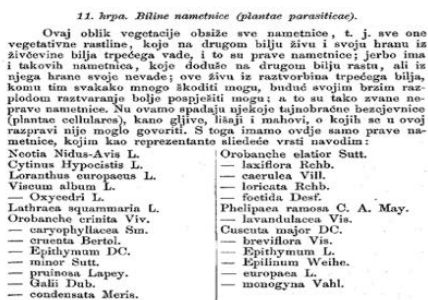 11. hrpa. Biline nametnice (plantae parasiticae).
Ovaj oblik vegetacije obsiže sve nametnice, t. j. sve one
vegetativne rastline, koje na drugom bilju živu i svoju hranu iz
živčevine bilja trpećega vade, i to su prave nametnice; jerbo ima
i takovih nametnica, koje doduše na drugom bilju rastu, ali iz
njega hrane svoje nevade; ove živu iz raztvorbina trpećega bilja,
komu tim svakako mnogo škoditi mogu, buduć svojim brzim raz-
plodom raztvaranje bolje pospješiti mogu; a to su tako zvane ne-
prave nametnice. Nu ovamo spadaju njekoje tajnobračne bezcjevnice
(plantae cellulares), kano gljive, lišaji i mahovi, o kojih se u ovoj
razpravi nije moglo govoriti. S toga imamo ovdje samo prave na-
metnice, kojim kao reprezentante sliedeće vrsti navodim:
Neotia Nidus-Avis L.
Cytinus Hypocistis L.
Loranthus europaeus L.
Viscum album L.
— Oxycedri L.
Lathraea squammaria L.
Orobanche crinita Viv.
— caryophyllacea Sm.
— cruenta Bertol.
— Epithymum DC.
— minor Sutt.
— pruinosa Lapey.
— Galii Dub.
— condensata Meris.
Orobanche elatior Sutt.
— laxiflora Rchb.
— caerulea Vill.
— loricata Rchb.
— foetida Desf.
Phelipaea ramosa C. A. May.
— lavandulacea Vis.
Cuscuta major DC.
— breviflora Vis.
— Epithymum L.
— Epilinum Weihe.
— europaea L.
— monogyna Vahl.